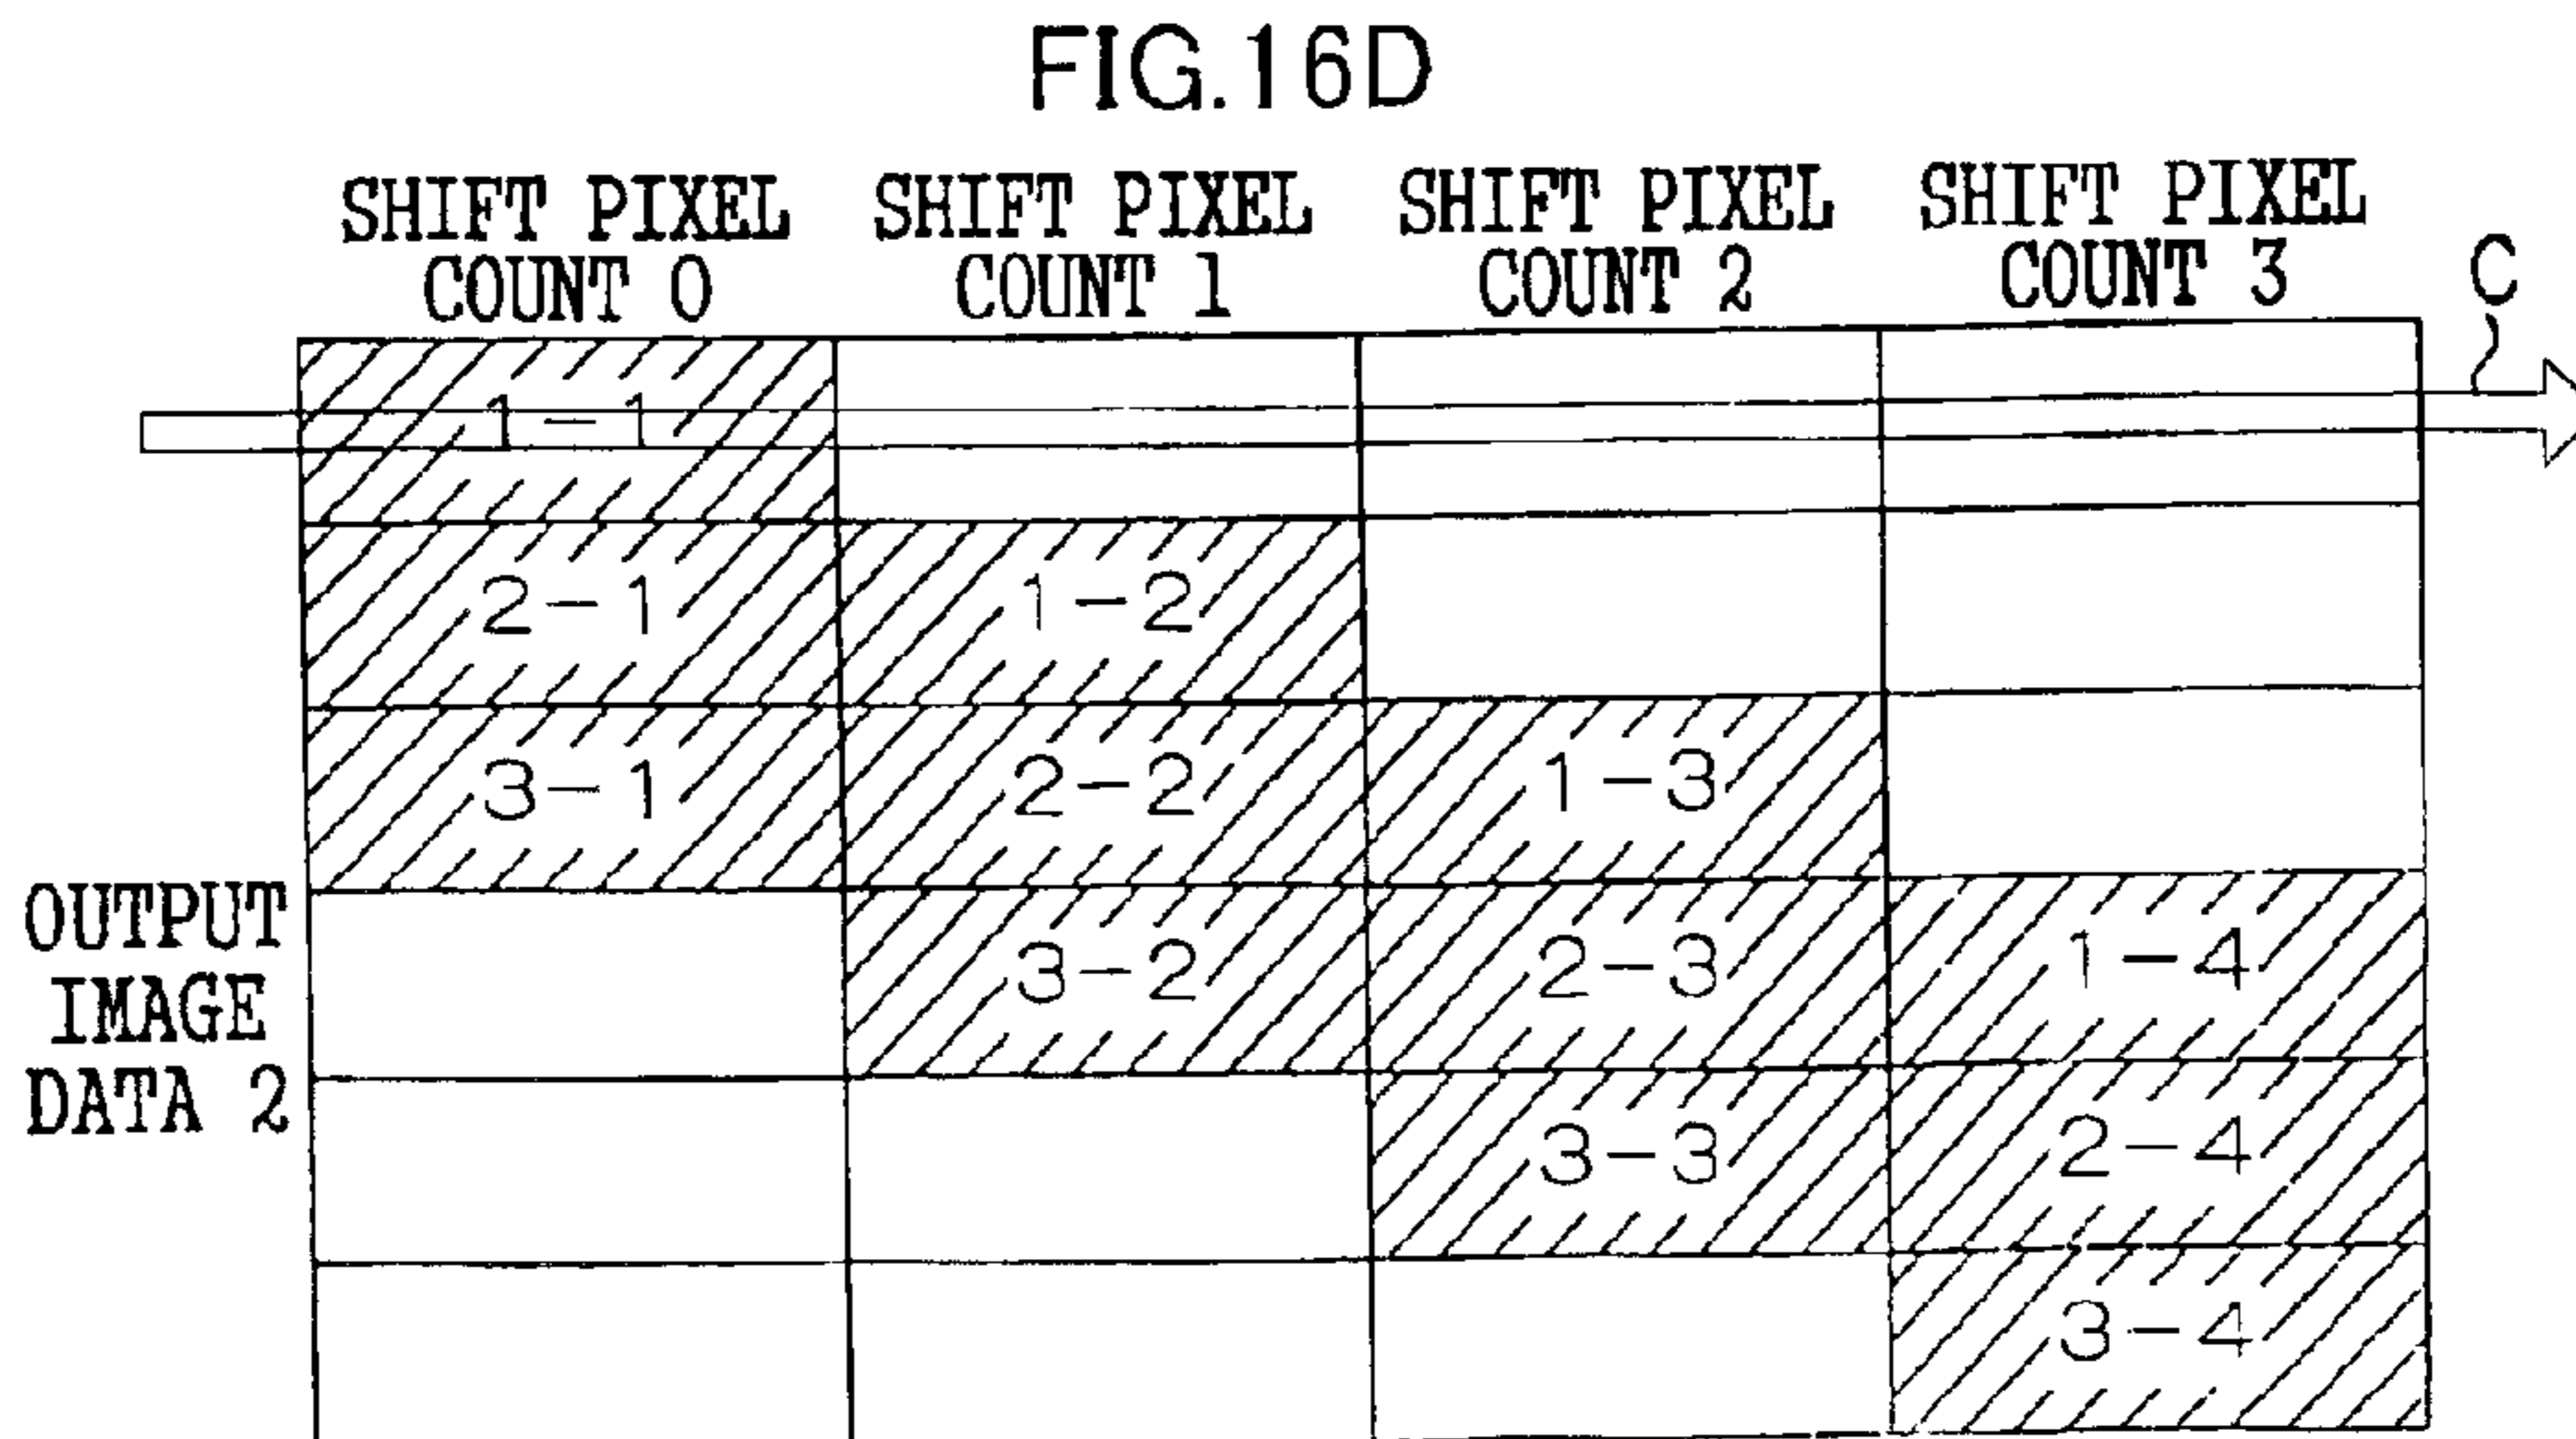 FIG.16D
SHIFT PIXEL COUNT 0
SHIFT PIXEL COUNT 1
SHIFT PIXEL COUNT 2
SHIFT PIXEL COUNT 3
C
1-1
2-1 1-2
3-1 2-2 1-3
3-2 2-3 1-4
3-3 2-4
3-4
OUTPUT
IMAGE
DATA 2